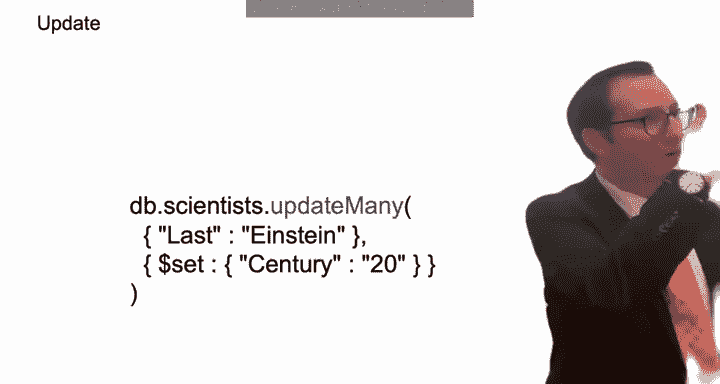 Update
db.scientists.updateMany(
{ "Last" : "Einstein" },
{ $set : { "Century" : "20" } }
)